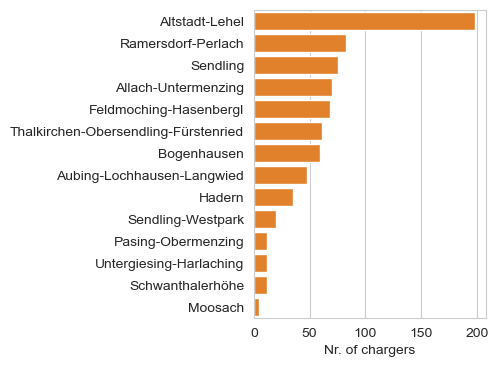 Altstadt-Lehel
Ramersdorf-Perlach
Sendling
Allach-Untermenzing
Feldmoching-Hasenbergl
Thalkirchen-Obersendling-Fürstenried
Bogenhausen
Aubing-Lochhausen-Langwied
Hadern
Sendling-Westpark
Pasing-Obermenzing
Untergiesing-Harlaching
Schwanthalerhöhe
Moosach
0 50 100 150 200
Nr. of chargers